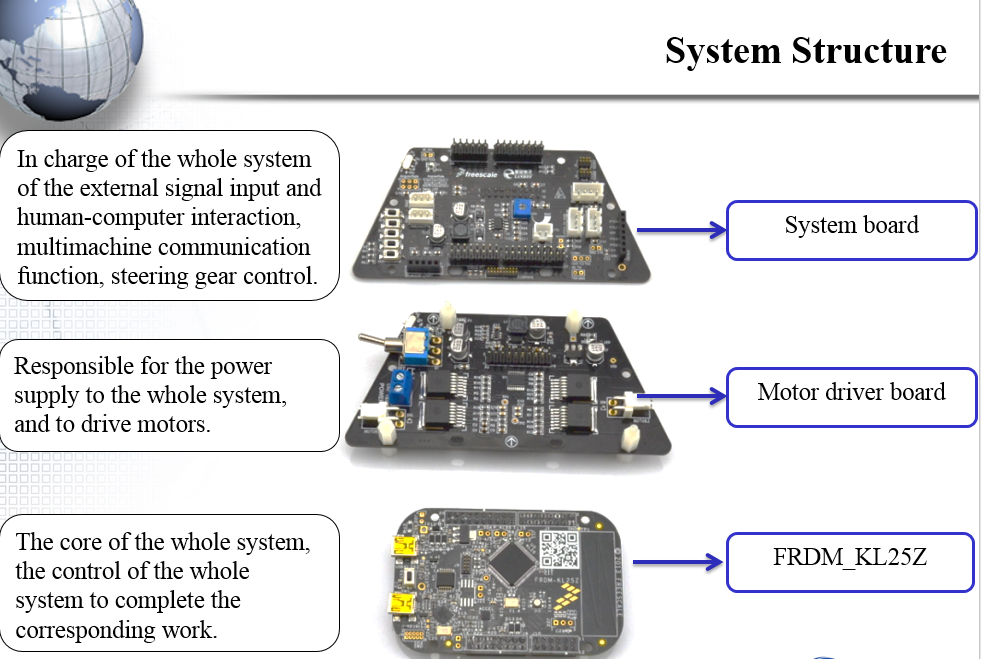 System Structure
In charge of the whole system
of the external signal input and
human-computer interaction,
multimachine communication
function, steering gear control.
freescale
System board
Responsible for the power
supply to the whole system,
and to drive motors.
Motor driver board
The core of the whole system,
the control of the whole
system to complete the
corresponding work.
FRDM-KL25Z
FRDM_KL25Z